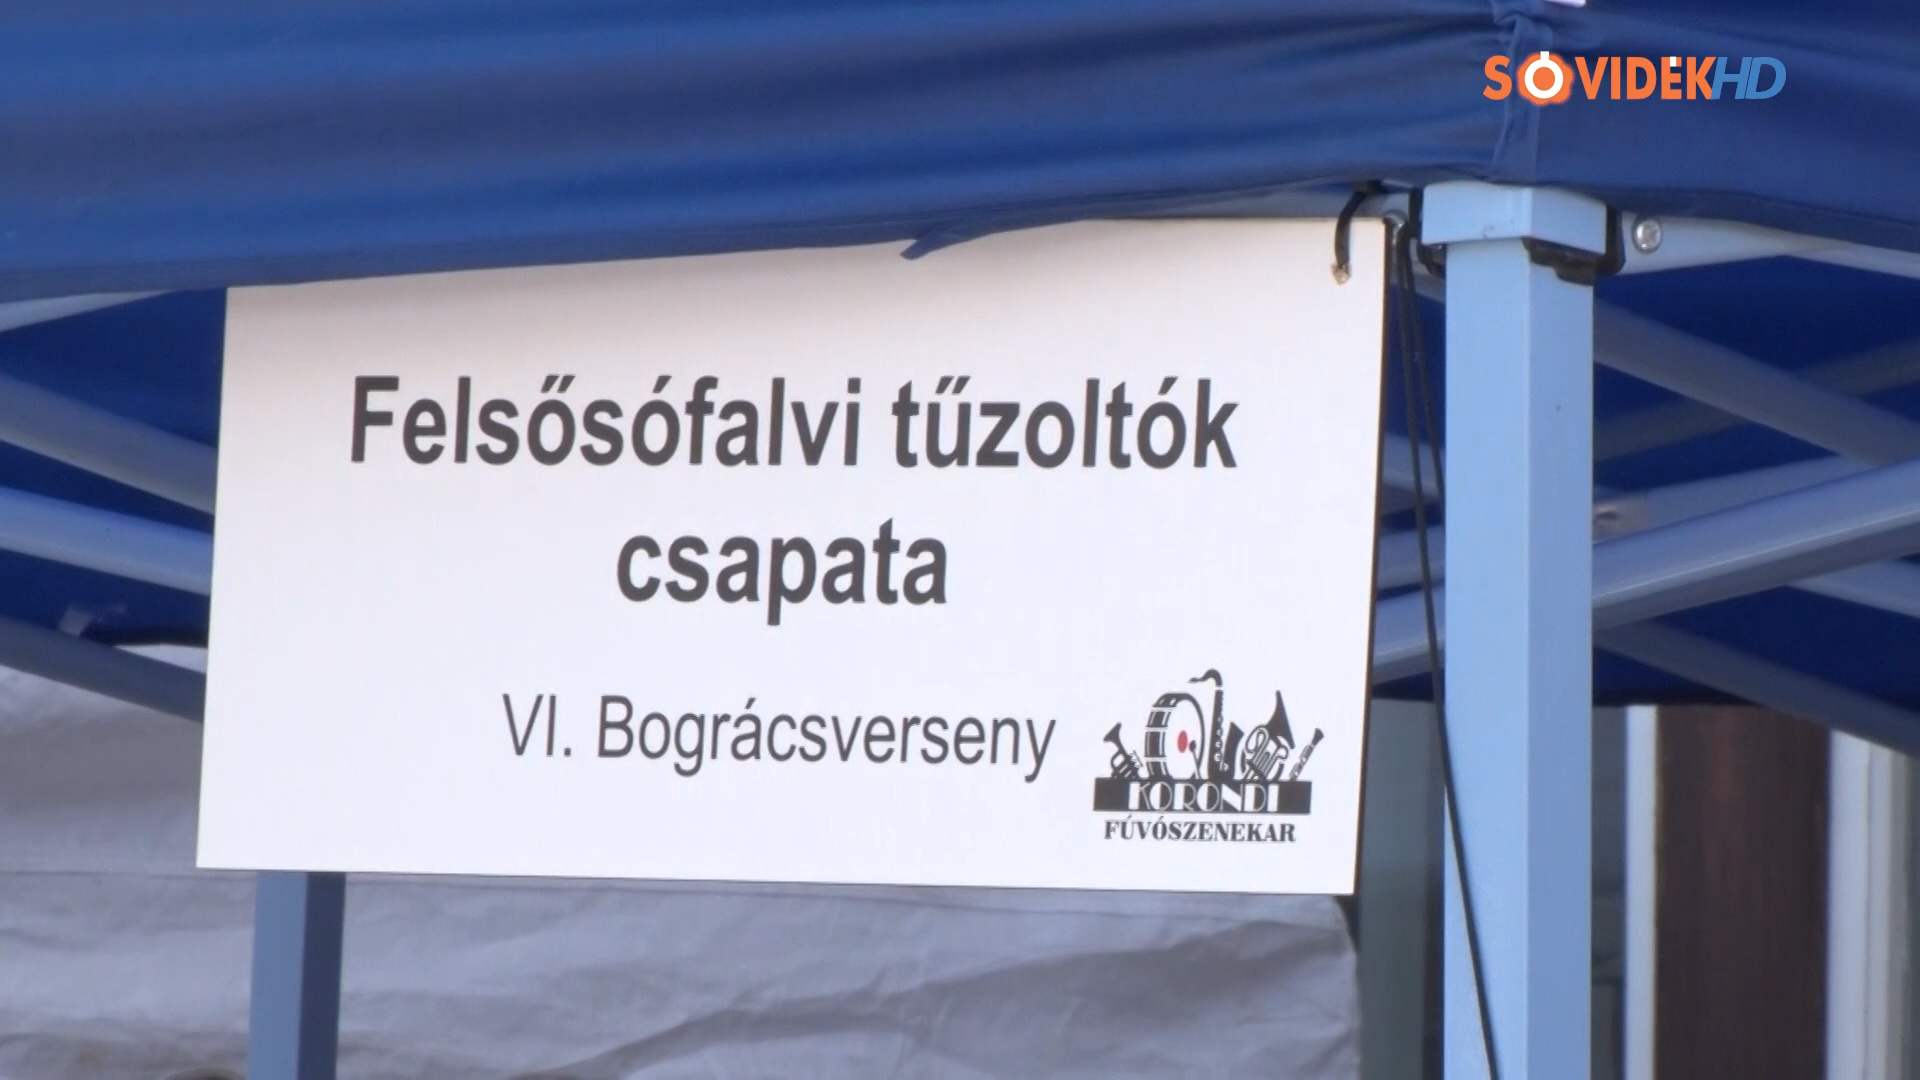 SÓVIDÉKHD
Felsősófalvi tűzoltók
csapata
VI. Bográcsverseny
KORONDI
FÚVÓSZENEKAR